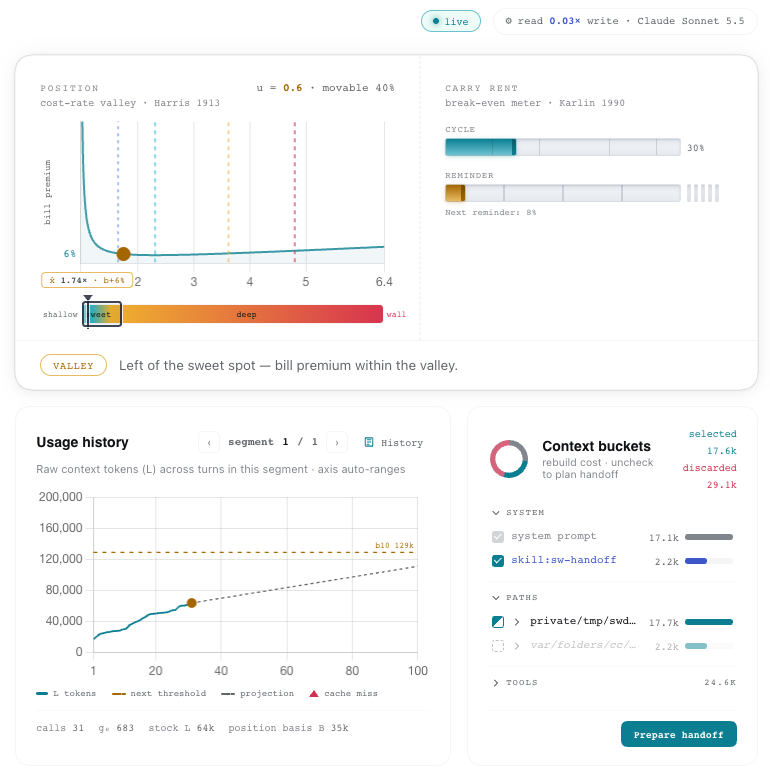 live
⚙ read 0.03× write · Claude Sonnet 5.5
POSITION
u = 0.6 · movable 40%
cost-rate valley · Harris 1913
bill premium
6%
x̂ 1.74× · b+6%
2 3 4 5 6.4
shallow sweet deep wall
CARRY RENT
break-even meter · Karlin 1990
CYCLE
30%
REMINDER
Next reminder: 8%
VALLEY Left of the sweet spot — bill premium within the valley.
Usage history
‹ segment 1 / 1 ›
History
Raw context tokens (L) across turns in this segment · axis auto-ranges
200,000
160,000
b10 129k
120,000
80,000
40,000
0
1 20 40 60 80 100
L tokens next threshold projection cache miss
calls 31 gₑ 683 stock L 64k position basis B 35k
Context buckets
rebuild cost · uncheck
to plan handoff
selected
17.6k
discarded
29.1k
SYSTEM
system prompt 17.1k
skill:sw-handoff 2.2k
PATHS
private/tmp/swd… 17.7k
var/folders/cc/… 2.2k
TOOLS 24.6K
Prepare handoff